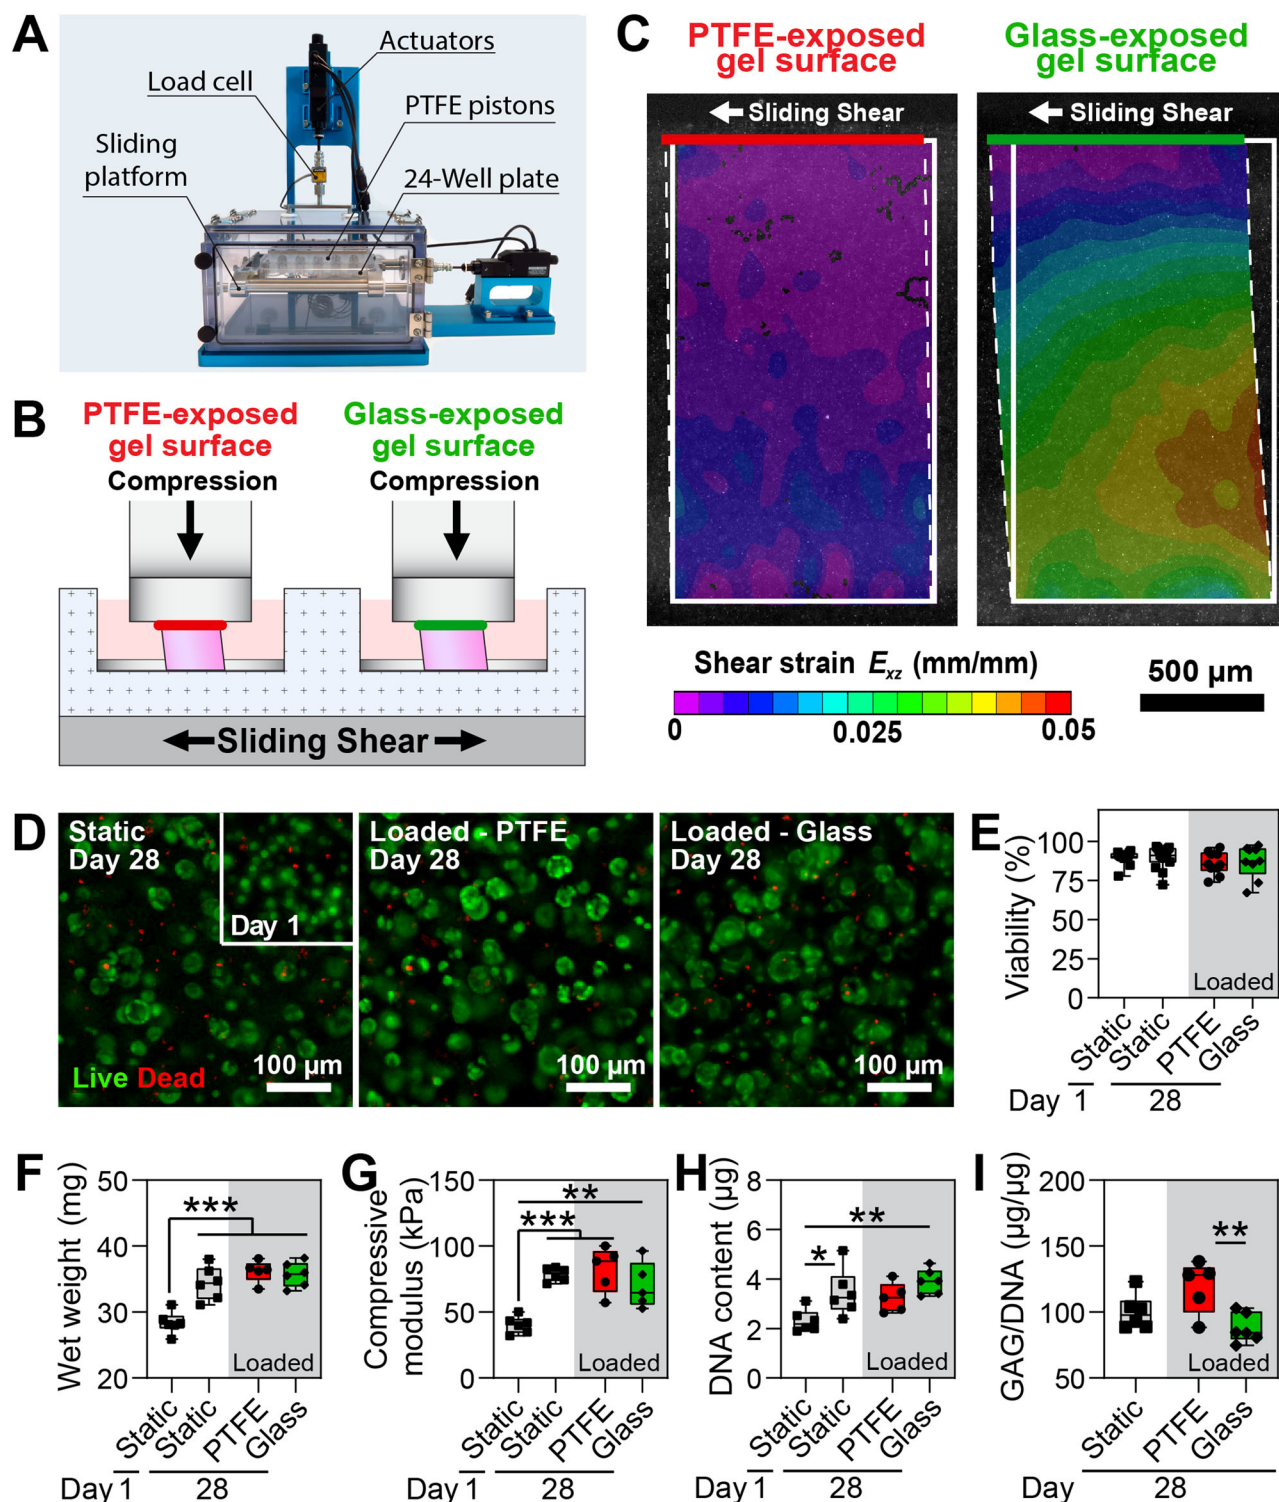 A
Actuators
Load cell
PTFE pistons
Sliding
platform
24-Well plate
B
PTFE-exposed
gel surface
Glass-exposed
gel surface
Compression
Compression
Sliding Shear
C
PTFE-exposed
gel surface
Glass-exposed
gel surface
Sliding Shear
Sliding Shear
Shear strain Exz (mm/mm)
0
0.025
0.05
500 µm
D
Static
Day 28
Day 1
Live Dead
100 µm
Loaded - PTFE
Day 28
100 µm
Loaded - Glass
Day 28
100 µm
E
Viability (%)
100
75
50
25
0
Loaded
Static
Static
PTFE
Glass
Day 1 28
F
Wet weight (mg)
50
40
30
20
***
Loaded
Static
Static
PTFE
Glass
Day 1 28
G
Compressive
modulus (kPa)
150
100
50
0
**
***
Loaded
Static
Static
PTFE
Glass
Day 1 28
H
DNA content (µg)
8
6
4
2
0
**
*
Loaded
Static
Static
PTFE
Glass
Day 1 28
I
GAG/DNA (µg/µg)
200
150
100
50
**
Loaded
Static
PTFE
Glass
Day 28